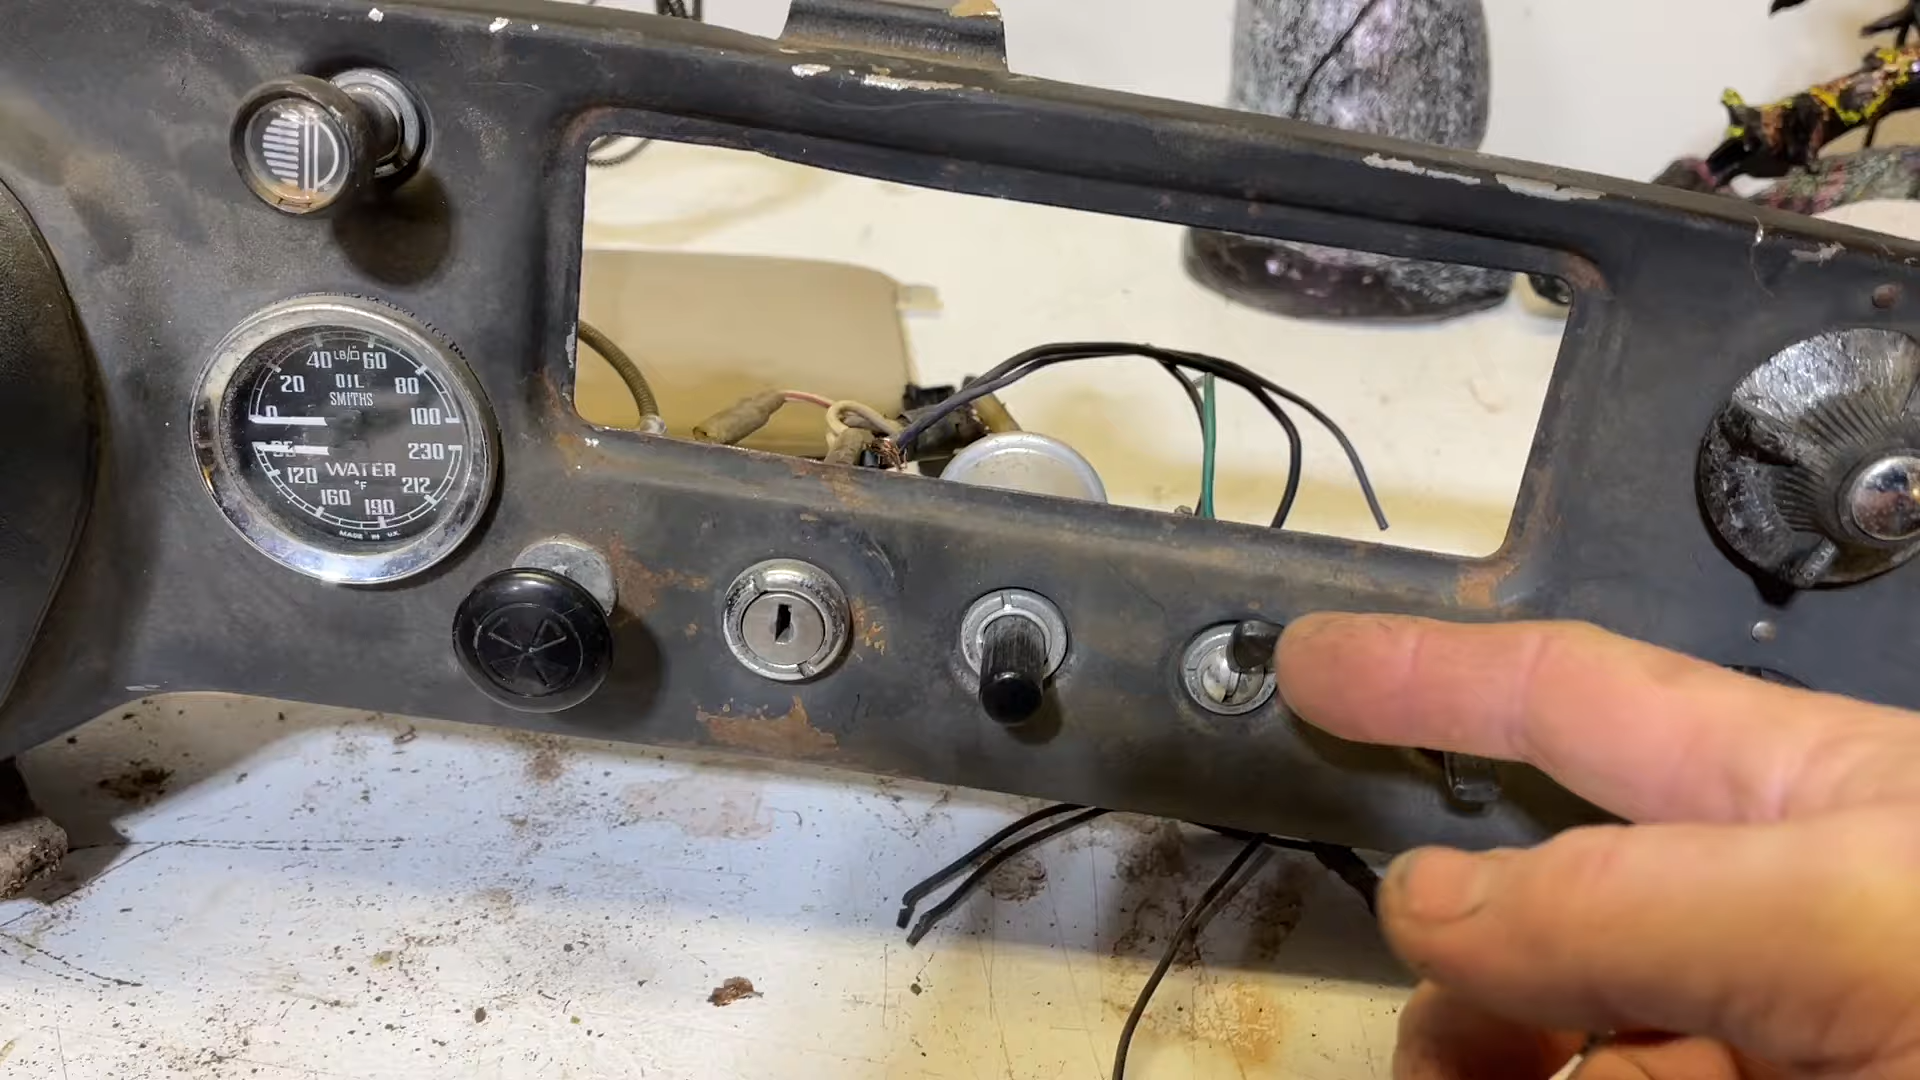 40 LB/□" 60
20 OIL 80
SMITHS
0 100
230
120 WATER
°F 212
160 190
MADE IN U.K.